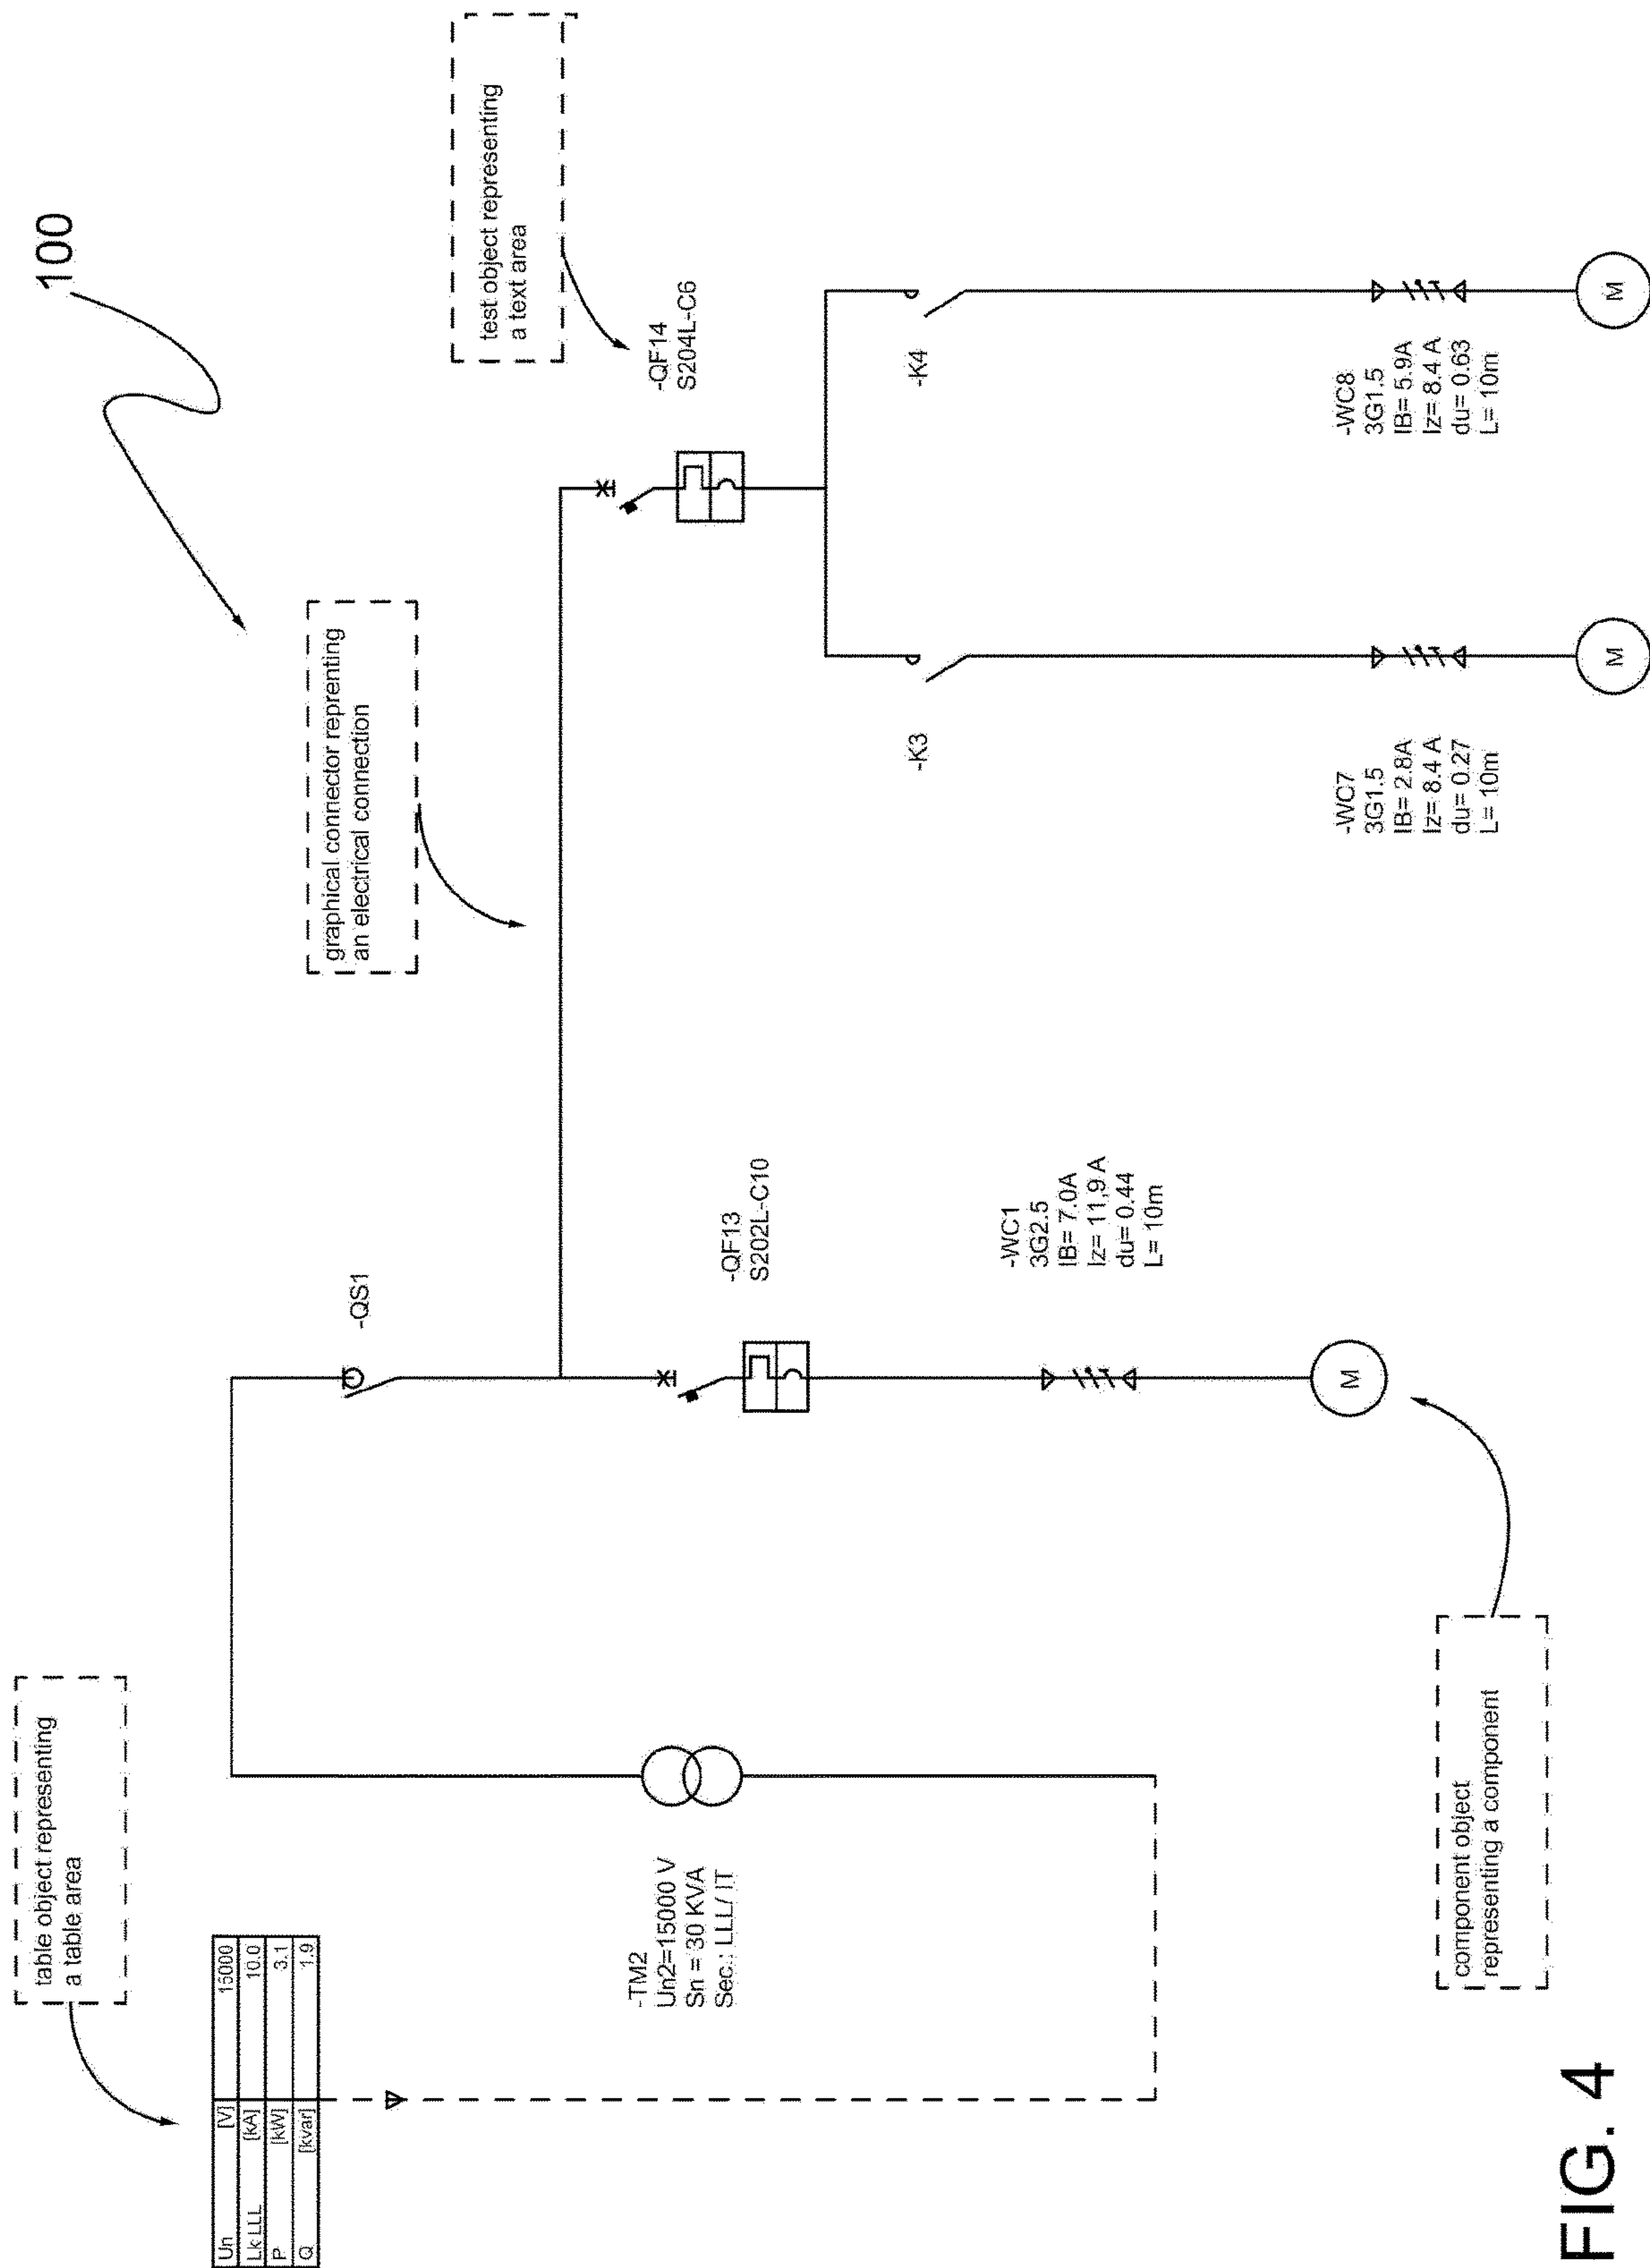 100
table object representing
a table area
Un [V] 15000
Lk LLL [kA] 10.0
P [kW] 3.1
Q [kvar] 1.9
graphical connector reprenting
an electrical connection
test object representing
a text area
-QS1
-QF14
S204L-C6
-TM2
Un2=15000 V
Sn = 30 KVA
Sec.: LLL/ IT
-QF13
S202L-C10
-K3
-K4
-WC1
3G2.5
IB= 7.0A
Iz= 11,9 A
du= 0.44
L= 10m
-WC7
3G1.5
IB= 2.8A
Iz= 8.4 A
du= 0.27
L= 10m
-WC8
3G1.5
IB= 5.9A
Iz= 8.4 A
du= 0.63
L= 10m
M
M
M
component object
representing a component
FIG. 4